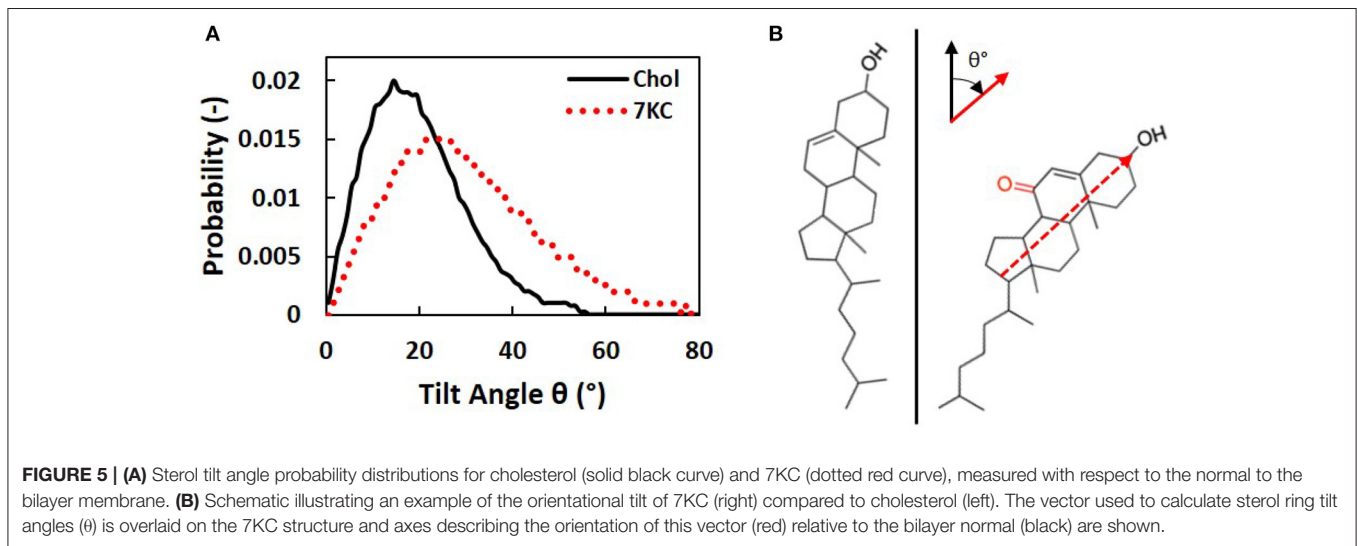 A
B
0.02
0.015
0.01
0.005
0
Probability (-)
Chol
7KC
0
20
40
60
80
Tilt Angle θ (°)
OH
θ°
OH
O
FIGURE 5 | (A) Sterol tilt angle probability distributions for cholesterol (solid black curve) and 7KC (dotted red curve), measured with respect to the normal to the
bilayer membrane. (B) Schematic illustrating an example of the orientational tilt of 7KC (right) compared to cholesterol (left). The vector used to calculate sterol ring tilt
angles (θ) is overlaid on the 7KC structure and axes describing the orientation of this vector (red) relative to the bilayer normal (black) are shown.